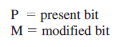 P = present bit
M = modified bit